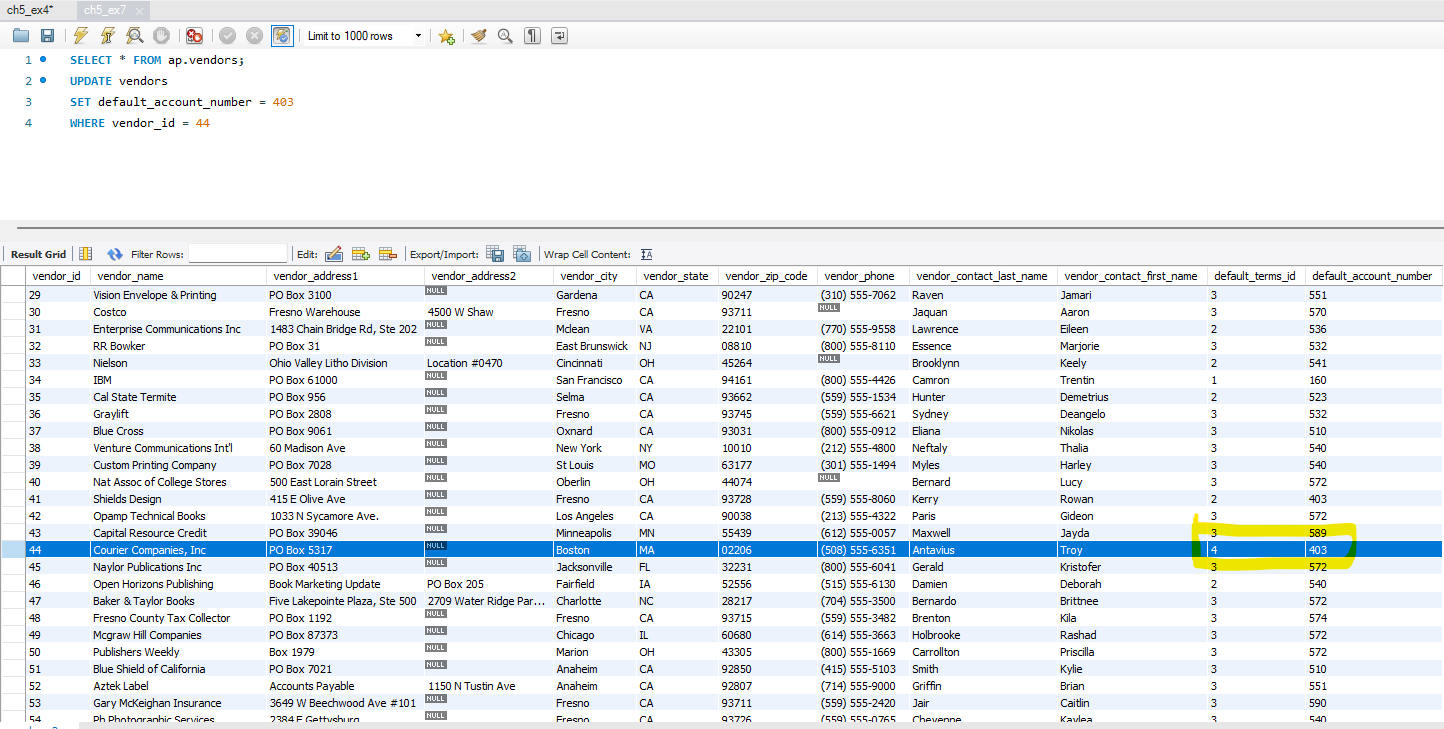 ch5_ex4* ch5_ex7
Limit to 1000 rows
1 SELECT * FROM ap.vendors;
2 UPDATE vendors
3 SET default_account_number = 403
4 WHERE vendor_id = 44
Result Grid Filter Rows: Edit: Export/Import: Wrap Cell Content:
vendor_id vendor_name vendor_address1 vendor_address2 vendor_city vendor_state vendor_zip_code vendor_phone vendor_contact_last_name vendor_contact_first_name default_terms_id default_account_number
29 Vision Envelope & Printing PO Box 3100 NULL Gardena CA 90247 (310) 555-7062 Raven Jamari 3 551
30 Costco Fresno Warehouse 4500 W Shaw Fresno CA 93711 NULL Jaquan Aaron 3 570
31 Enterprise Communications Inc 1483 Chain Bridge Rd, Ste 202 NULL Mclean VA 22101 (770) 555-9558 Lawrence Eileen 2 536
32 RR Bowker PO Box 31 NULL East Brunswick NJ 08810 (800) 555-8110 Essence Marjorie 3 532
33 Nielson Ohio Valley Litho Division Location #0470 Cincinnati OH 45264 NULL Brooklynn Keely 2 541
34 IBM PO Box 61000 NULL San Francisco CA 94161 (800) 555-4426 Camron Trentin 1 160
35 Cal State Termite PO Box 956 NULL Selma CA 93662 (559) 555-1534 Hunter Demetrius 2 523
36 Graylift PO Box 2808 NULL Fresno CA 93745 (559) 555-6621 Sydney Deangelo 3 532
37 Blue Cross PO Box 9061 NULL Oxnard CA 93031 (800) 555-0912 Eliana Nikolas 3 510
38 Venture Communications Int'l 60 Madison Ave NULL New York NY 10010 (212) 555-4800 Neftaly Thalia 3 540
39 Custom Printing Company PO Box 7028 NULL St Louis MO 63177 (301) 555-1494 Myles Harley 3 540
40 Nat Assoc of College Stores 500 East Lorain Street NULL Oberlin OH 44074 NULL Bernard Lucy 3 572
41 Shields Design 415 E Olive Ave NULL Fresno CA 93728 (559) 555-8060 Kerry Rowan 2 403
42 Opamp Technical Books 1033 N Sycamore Ave. NULL Los Angeles CA 90038 (213) 555-4322 Paris Gideon 3 572
43 Capital Resource Credit PO Box 39046 NULL Minneapolis MN 55439 (612) 555-0057 Maxwell Jayda 3 589
44 Courier Companies, Inc PO Box 5317 NULL Boston MA 02206 (508) 555-6351 Antavius Troy 4 403
45 Naylor Publications Inc PO Box 40513 NULL Jacksonville FL 32231 (800) 555-6041 Gerald Kristofer 3 572
46 Open Horizons Publishing Book Marketing Update PO Box 205 Fairfield IA 52556 (515) 555-6130 Damien Deborah 2 540
47 Baker & Taylor Books Five Lakepointe Plaza, Ste 500 2709 Water Ridge Par... Charlotte NC 28217 (704) 555-3500 Bernardo Brittnee 3 572
48 Fresno County Tax Collector PO Box 1192 NULL Fresno CA 93715 (559) 555-3482 Brenton Kila 3 574
49 Mcgraw Hill Companies PO Box 87373 NULL Chicago IL 60680 (614) 555-3663 Holbrooke Rashad 3 572
50 Publishers Weekly Box 1979 NULL Marion OH 43305 (800) 555-1669 Carrollton Priscilla 3 572
51 Blue Shield of California PO Box 7021 NULL Anaheim CA 92850 (415) 555-5103 Smith Kylie 3 510
52 Aztek Label Accounts Payable 1150 N Tustin Ave Anaheim CA 92807 (714) 555-9000 Griffin Brian 3 551
53 Gary McKeighan Insurance 3649 W Beechwood Ave #101 NULL Fresno CA 93711 (559) 555-2420 Jair Caitlin 3 590
54 Ph Photographic Services 2384 E Gettysburg NULL Fresno CA 93726 (559) 555-0765 Cheyenne Kaylea 3 540